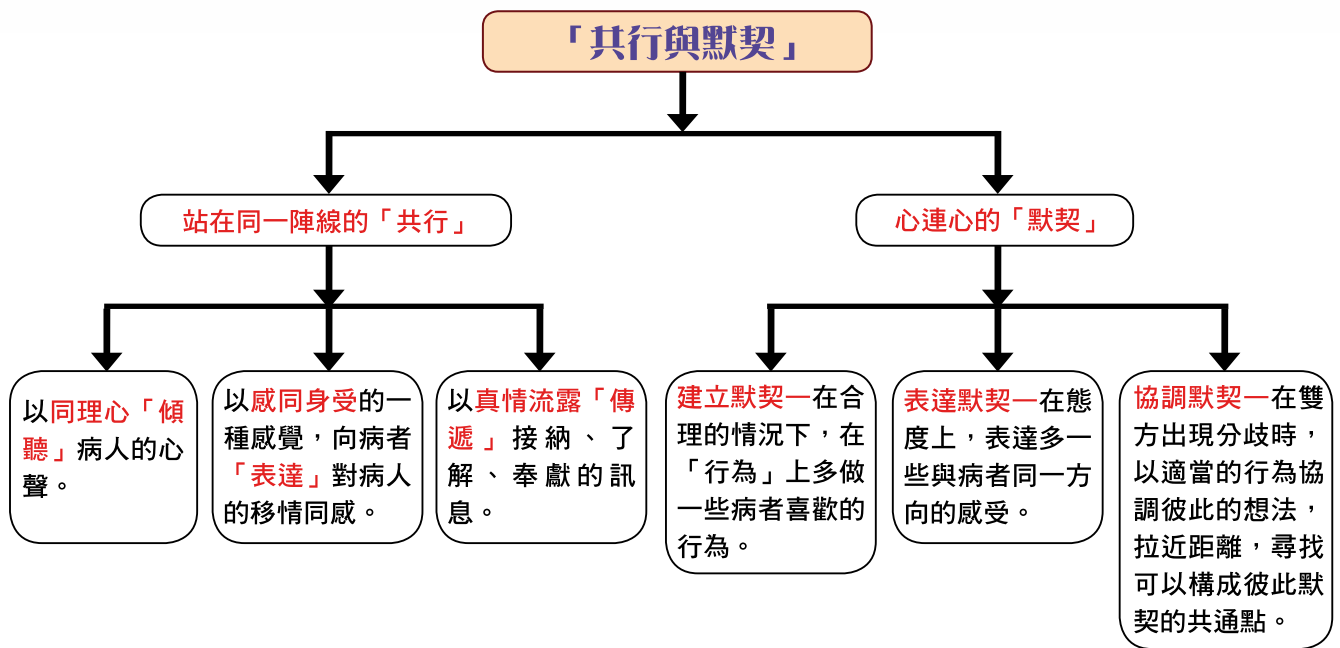 「共行與默契」
站在同一陣線的「共行」
心連心的「默契」
以同理心「傾
聽」病人的心
聲。
以感同身受的一
種感覺，向病者
「表達」對病人
的移情同感。
以真情流露「傳
遞」接納、了
解、奉獻的訊
息。
建立默契—在合
理的情況下，在
「行為」上多做
一些病者喜歡的
行為。
表達默契—在態
度上，表達多一
些與病者同一方
向的感受。
協調默契—在雙
方出現分歧時，
以適當的行為協
調彼此的想法，
拉近距離，尋找
可以構成彼此默
契的共通點。